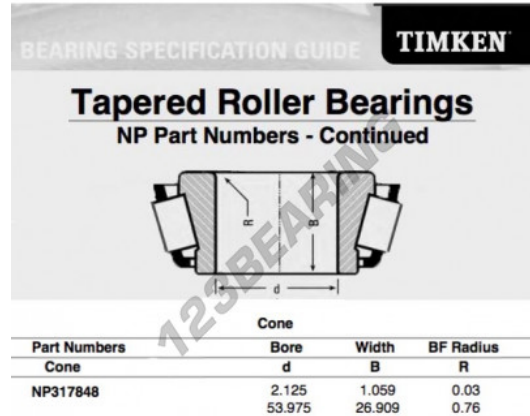 BEARING SPECIFICATION GUIDE
TIMKEN
Tapered Roller Bearings
NP Part Numbers - Continued
R
B
d
123BEARING
Cone
Part Numbers Bore Width BF Radius
Cone d B R
NP317848 2.125 1.059 0.03
53.975 26.909 0.76